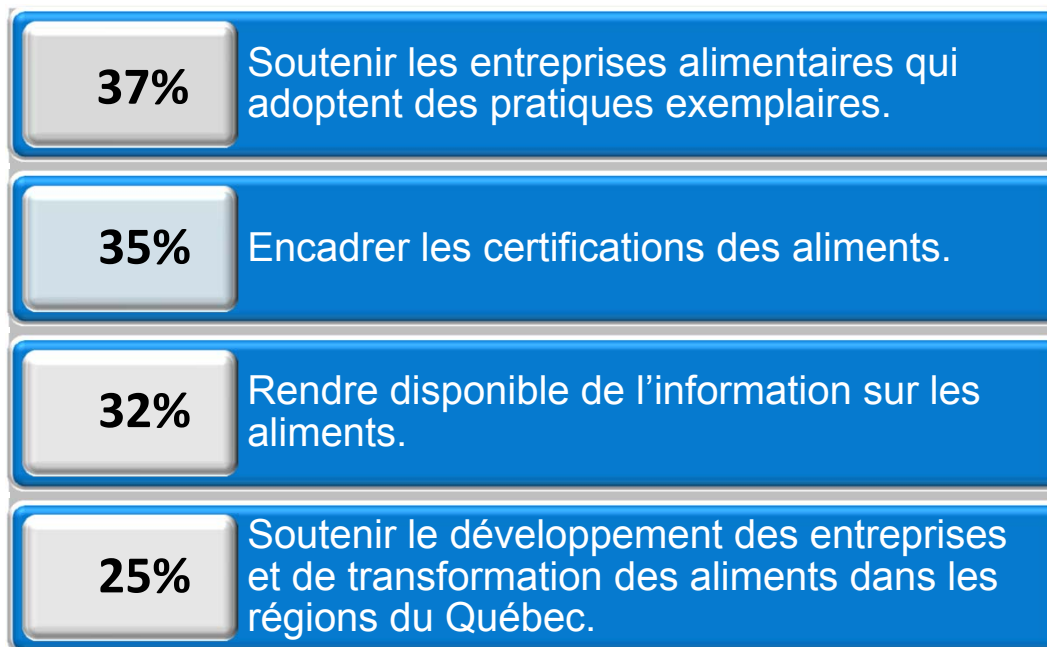 37%
Soutenir les entreprises alimentaires qui
adoptent des pratiques exemplaires.
35%
Encadrer les certifications des aliments.
32%
Rendre disponible de l’information sur les
aliments.
25%
Soutenir le développement des entreprises
et de transformation des aliments dans les
régions du Québec.